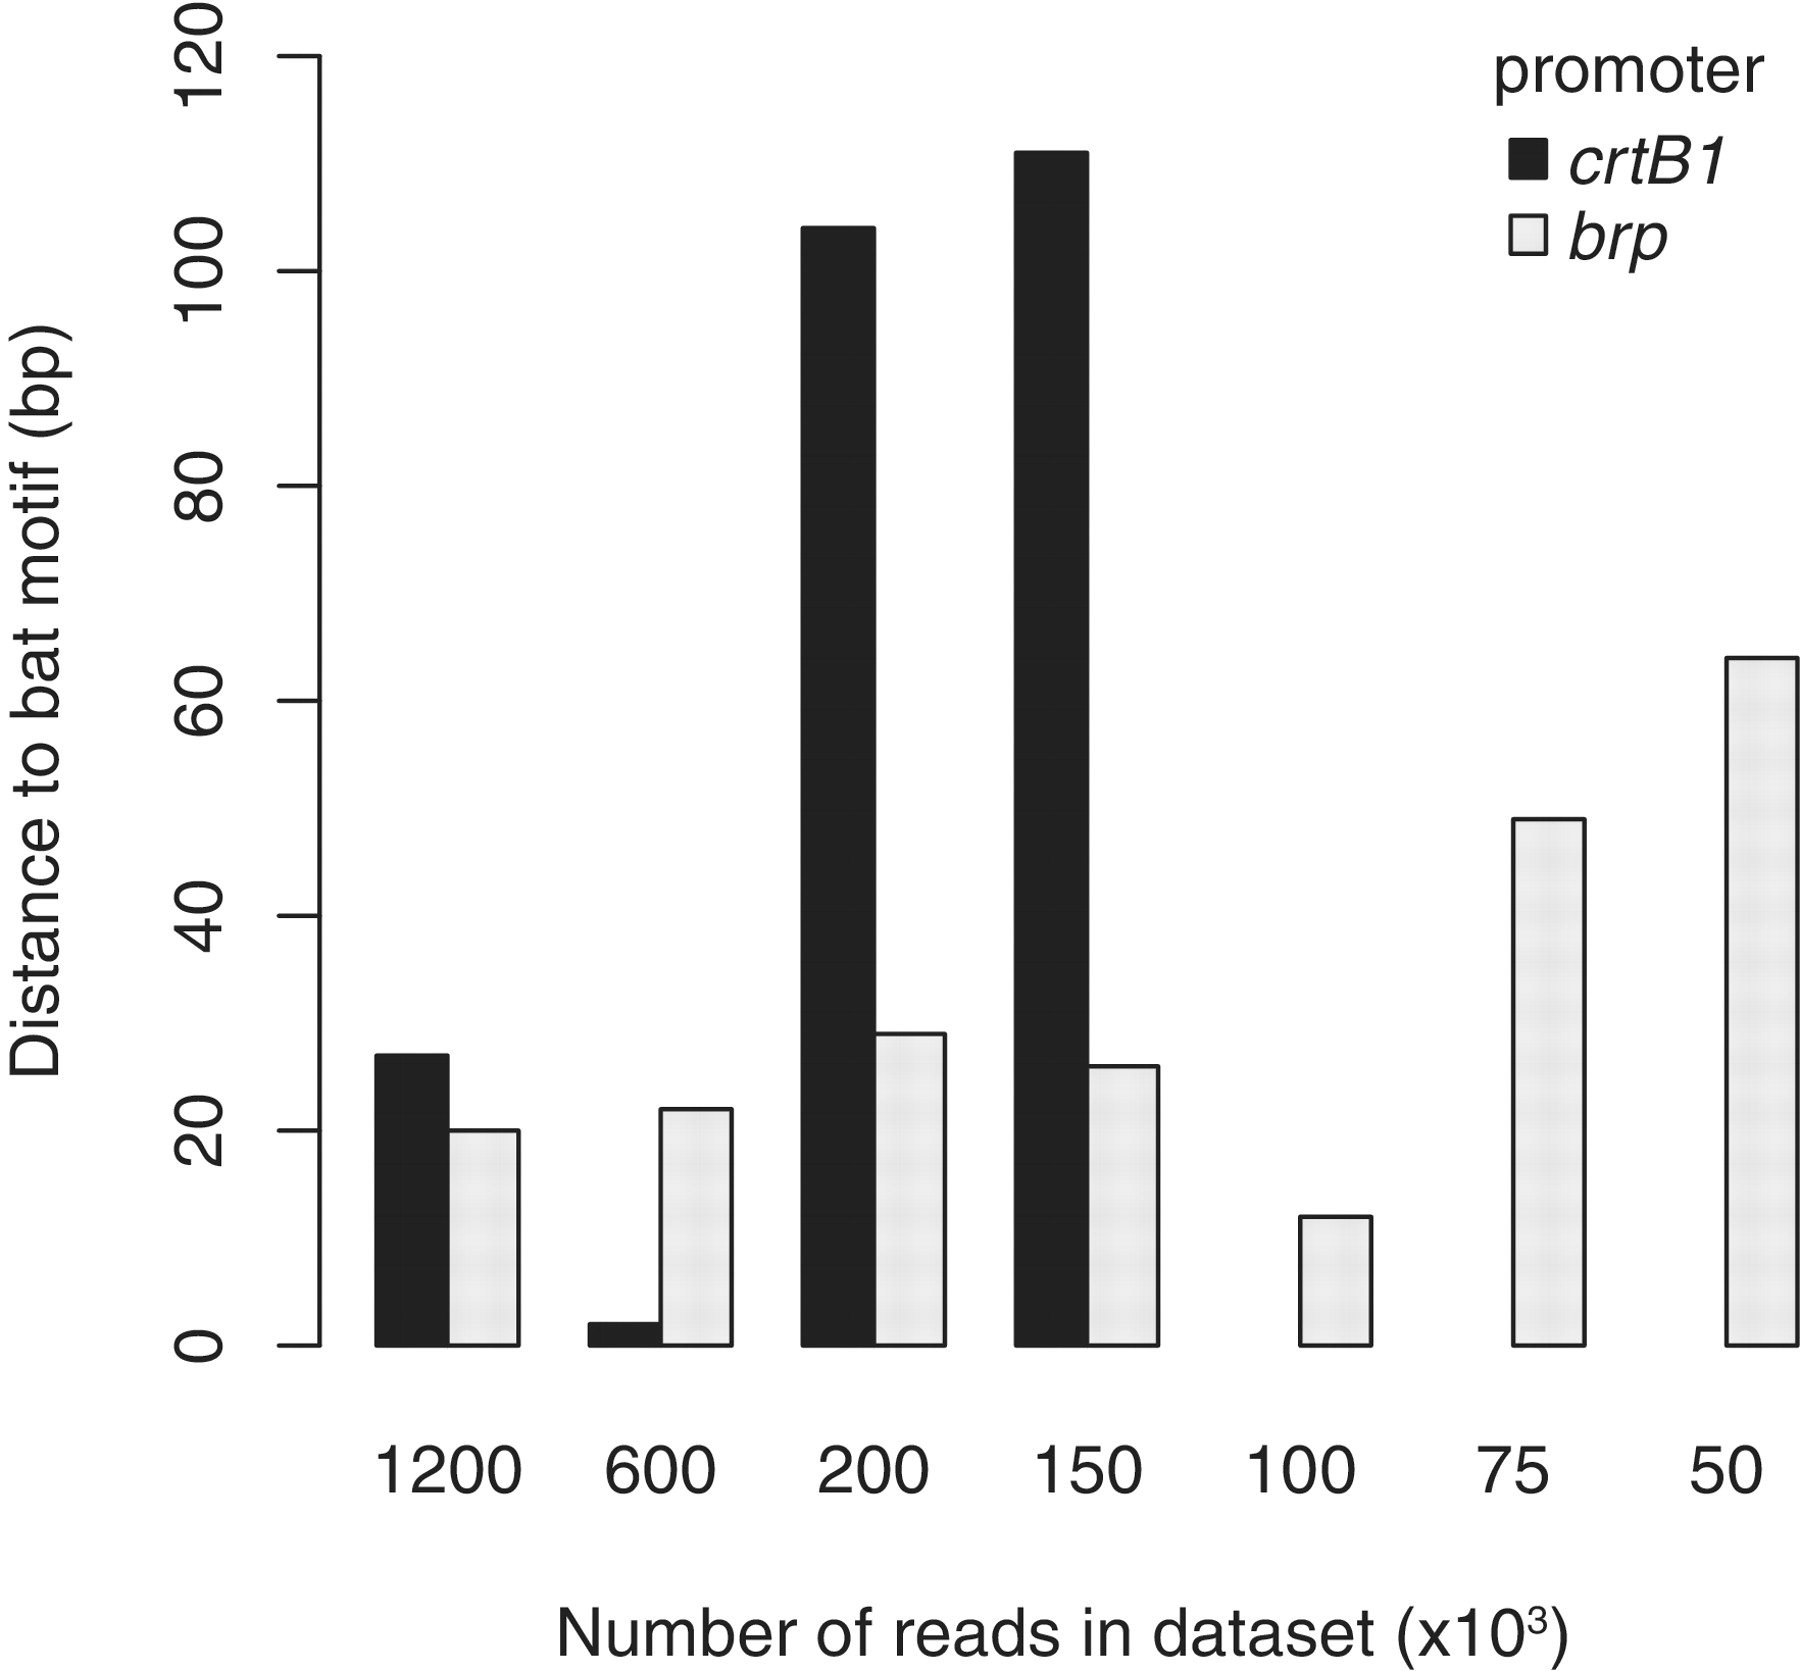 promoter
crtB1
brp
Distance to bat motif (bp)
120
100
80
60
40
20
0
1200 600 200 150 100 75 50
Number of reads in dataset (x10³)